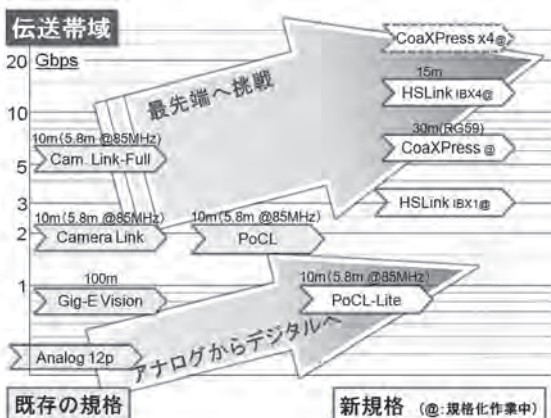 伝送帯域
20 Gbps
10
5
3
2
1
CoaXPress x4@
15m
HSLink IBX4@
30m(RG59)
CoaXPress @
HSLink IBX1@
最先端へ挑戦
10m(5.8m @85MHz)
Cam. Link-Full
10m(5.8m @85MHz)
Camera Link
10m(5.8m @85MHz)
PoCL
100m
Gig-E Vision
10m(5.8m @85MHz)
PoCL-Lite
アナログからデジタルへ
Analog 12p
既存の規格
新規格 (@:規格化作業中)